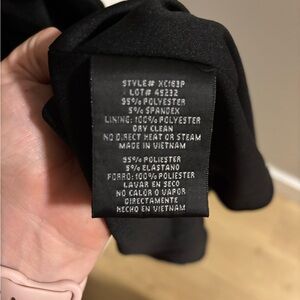 STYLE# XC163P
LOT# 45232
95% POLYESTER
5% SPANDEX
LINING: 100% POLYESTER
DRY CLEAN
NO DIRECT HEAT OR STEAM
MADE IN VIETNAM
95% POLIESTER
5% ELASTANO
FORRO: 100% POLIESTER
LAVAR EN SECO
NO CALOR O VAPOR
DIRECTAMENTE
HECHO EN VIETNAM